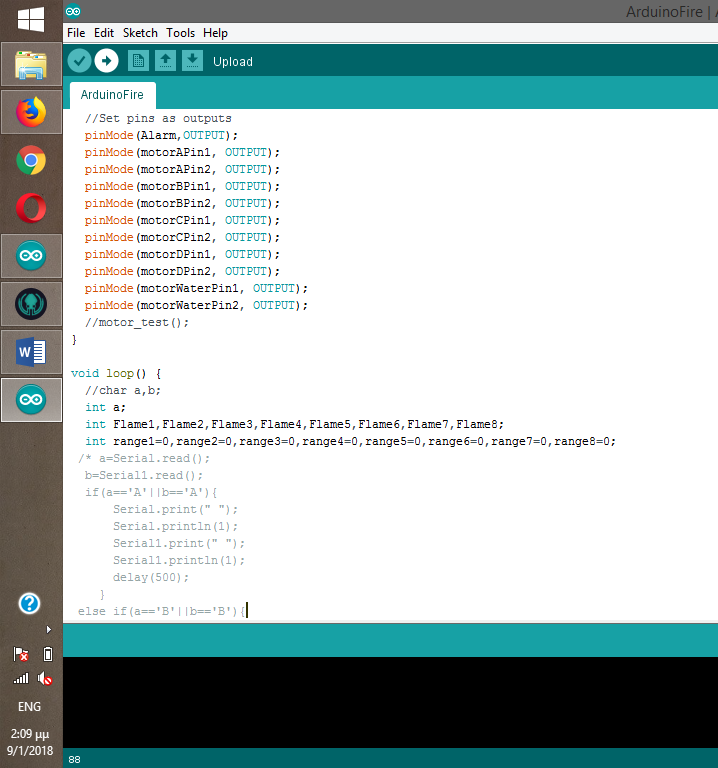 ArduinoFire | A
File Edit Sketch Tools Help
Upload
ArduinoFire
//Set pins as outputs
pinMode(Alarm,OUTPUT);
pinMode(motorAPin1, OUTPUT);
pinMode(motorAPin2, OUTPUT);
pinMode(motorBPin1, OUTPUT);
pinMode(motorBPin2, OUTPUT);
pinMode(motorCPin1, OUTPUT);
pinMode(motorCPin2, OUTPUT);
pinMode(motorDPin1, OUTPUT);
pinMode(motorDPin2, OUTPUT);
pinMode(motorWaterPin1, OUTPUT);
pinMode(motorWaterPin2, OUTPUT);
//motor_test();
}
void loop() {
//char a,b;
int a;
int Flame1,Flame2,Flame3,Flame4,Flame5,Flame6,Flame7,Flame8;
int range1=0,range2=0,range3=0,range4=0,range5=0,range6=0,range7=0,range8=0;
/* a=Serial.read();
b=Serial1.read();
if(a=='A'||b=='A'){
Serial.print(" ");
Serial.println(1);
Serial1.print(" ");
Serial1.println(1);
delay(500);
}
else if(a=='B'||b=='B'){
88
W
ENG
2:09 μμ
9/1/2018